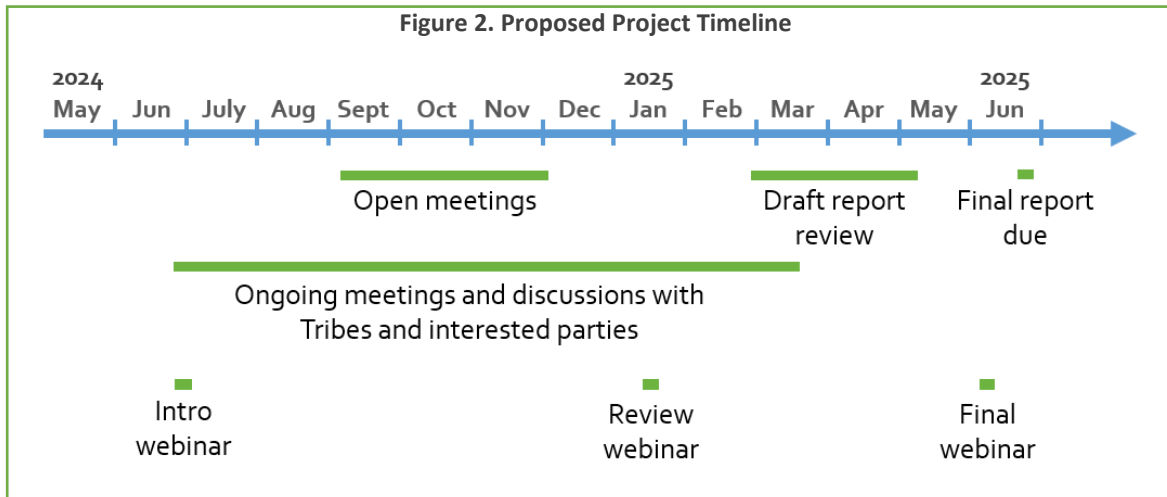 Figure 2. Proposed Project Timeline
2024 2025 2025
May Jun July Aug Sept Oct Nov Dec Jan Feb Mar Apr May Jun
Open meetings
Draft report
review
Final report
due
Ongoing meetings and discussions with
Tribes and interested parties
Intro
webinar
Review
webinar
Final
webinar